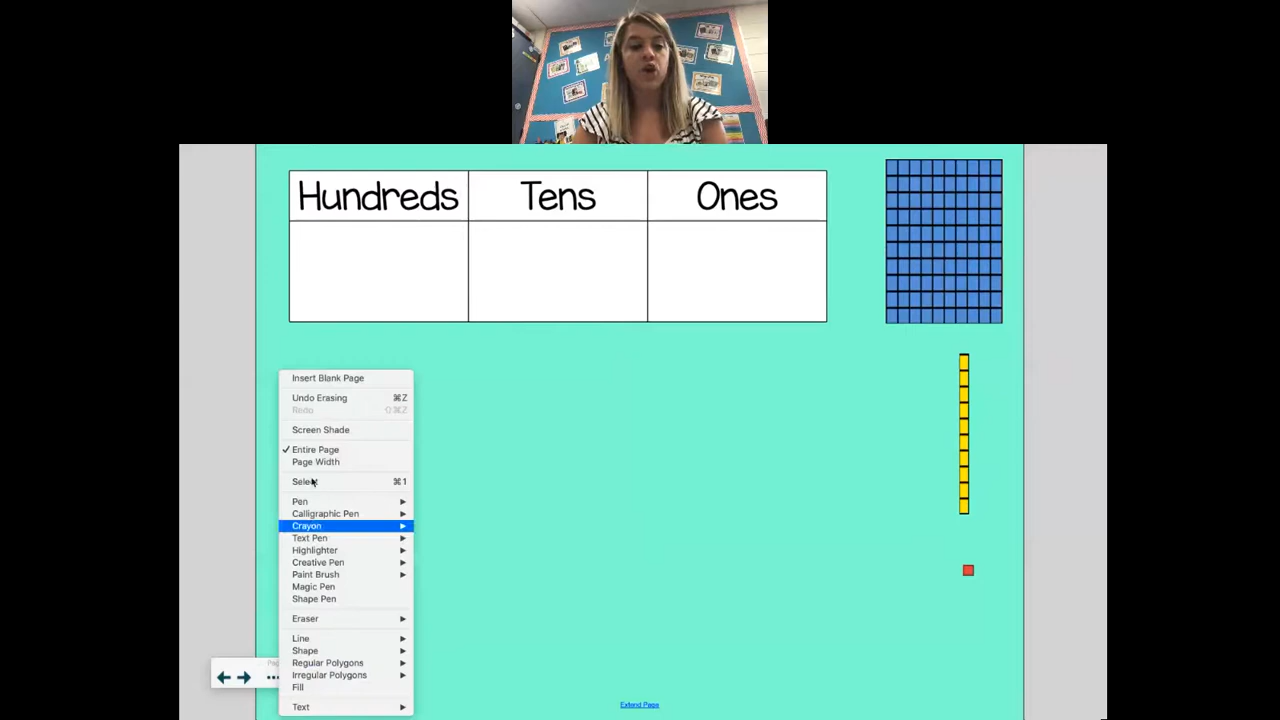 Hundreds Tens Ones
Insert Blank Page
Undo Erasing ⌘Z
Redo ⇧⌘Z
Screen Shade
✓ Entire Page
Page Width
Select ⌘1
Pen
Calligraphic Pen
Crayon
Text Pen
Highlighter
Creative Pen
Paint Brush
Magic Pen
Shape Pen
Eraser
Line
Shape
Regular Polygons
Irregular Polygons
Fill
Text
Extend Page